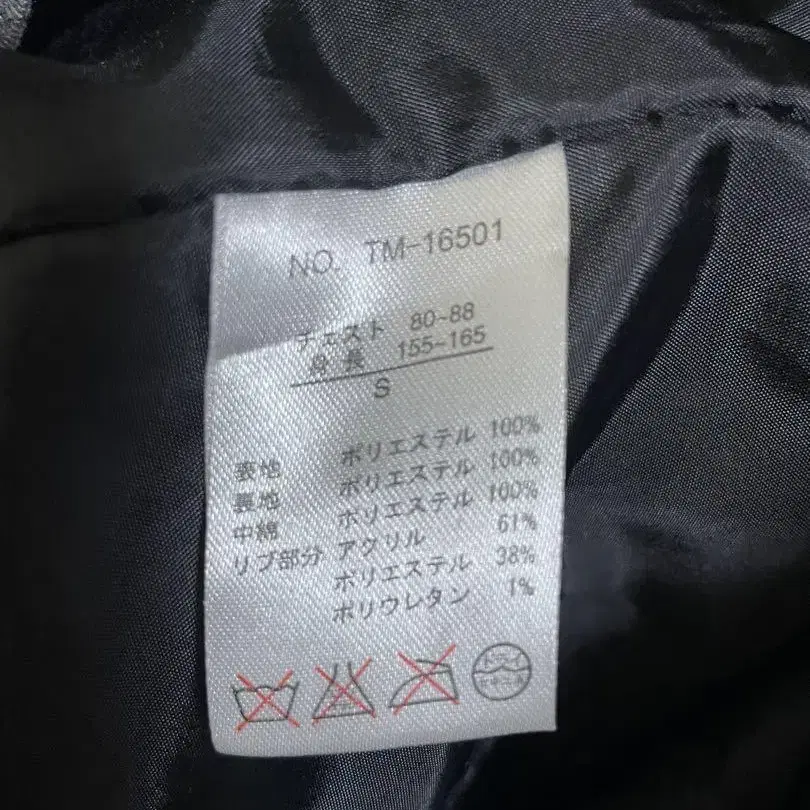 NO. TM-16501
チェスト 80-88
身長 155-165
S
表地 ポリエステル 100%
裏地 ポリエステル 100%
中綿 ポリエステル 100%
リブ部分 アクリル 61%
ポリエステル 38%
ポリウレタン 1%
ドライ